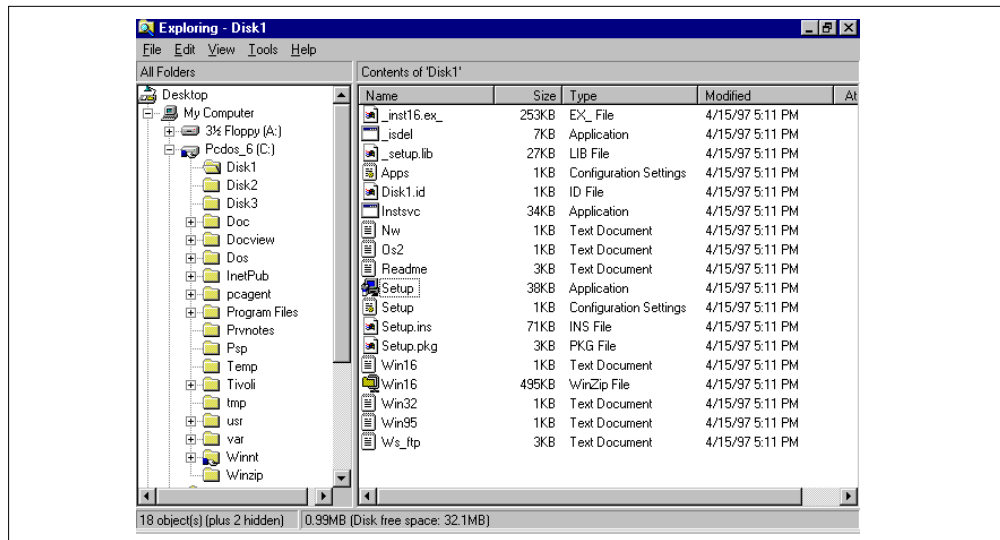 Exploring - Disk1
File Edit View Tools Help
All Folders
Contents of 'Disk1'
Desktop
My Computer
3½ Floppy (A:)
Pcdos_6 (C:)
Disk1
Disk2
Disk3
Doc
Docview
Dos
InetPub
pcagent
Program Files
Prvnotes
Psp
Temp
Tivoli
tmp
usr
var
Winnt
Winzip
Name Size Type Modified At
_inst16.ex_ 253KB EX_ File 4/15/97 5:11 PM
_isdel 7KB Application 4/15/97 5:11 PM
_setup.lib 27KB LIB File 4/15/97 5:11 PM
Apps 1KB Configuration Settings 4/15/97 5:11 PM
Disk1.id 1KB ID File 4/15/97 5:11 PM
Instsvc 34KB Application 4/15/97 5:11 PM
Nw 1KB Text Document 4/15/97 5:11 PM
Os2 1KB Text Document 4/15/97 5:11 PM
Readme 3KB Text Document 4/15/97 5:11 PM
Setup 38KB Application 4/15/97 5:11 PM
Setup 1KB Configuration Settings 4/15/97 5:11 PM
Setup.ins 71KB INS File 4/15/97 5:11 PM
Setup.pkg 3KB PKG File 4/15/97 5:11 PM
Win16 1KB Text Document 4/15/97 5:11 PM
Win16 495KB WinZip File 4/15/97 5:11 PM
Win32 1KB Text Document 4/15/97 5:11 PM
Win95 1KB Text Document 4/15/97 5:11 PM
Ws_ftp 3KB Text Document 4/15/97 5:11 PM
18 object(s) (plus 2 hidden) 0.99MB (Disk free space: 32.1MB)